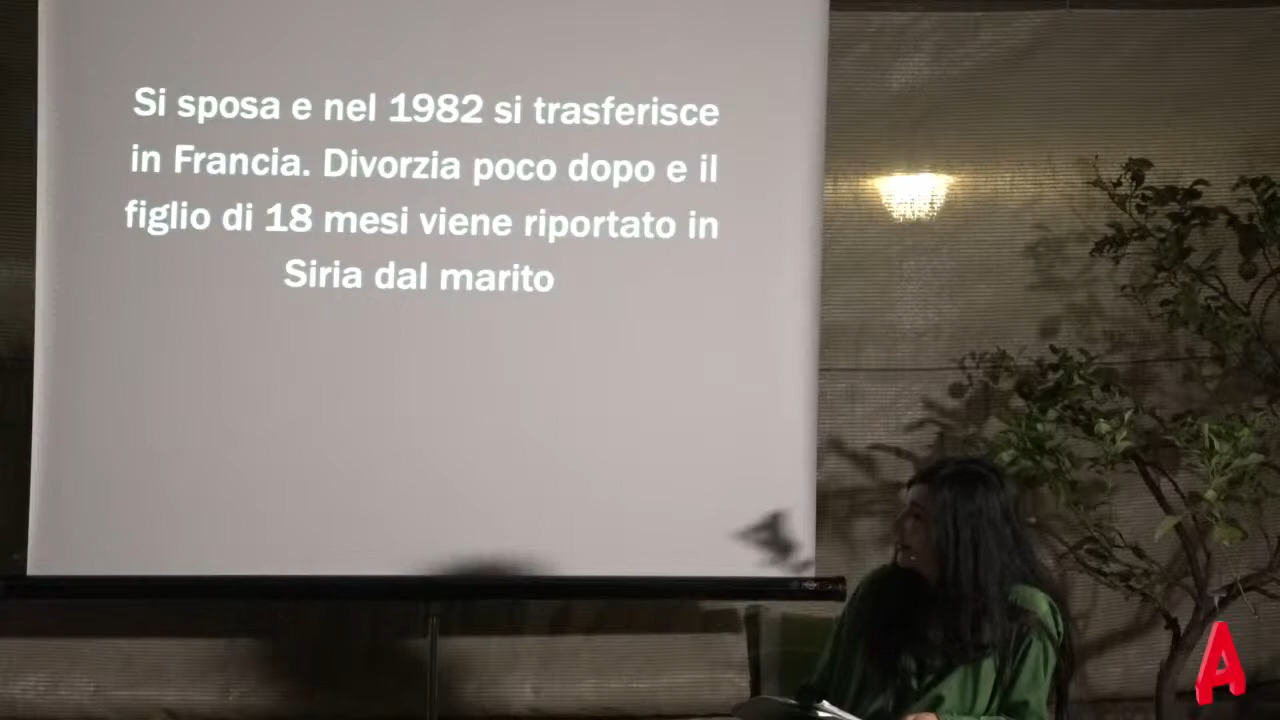 Si sposa e nel 1982 si trasferisce
in Francia. Divorzia poco dopo e il
figlio di 18 mesi viene riportato in
Siria dal marito
A